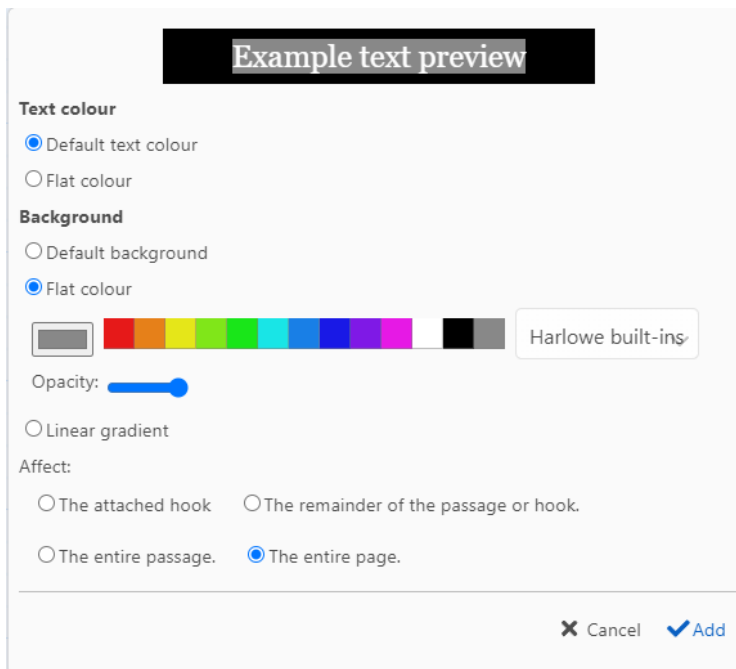 Example text preview
Text colour
Default text colour
Flat colour
Background
Default background
Flat colour
Harlowe built-ins
Opacity:
Linear gradient
Affect:
The attached hook The remainder of the passage or hook.
The entire passage. The entire page.
Cancel Add